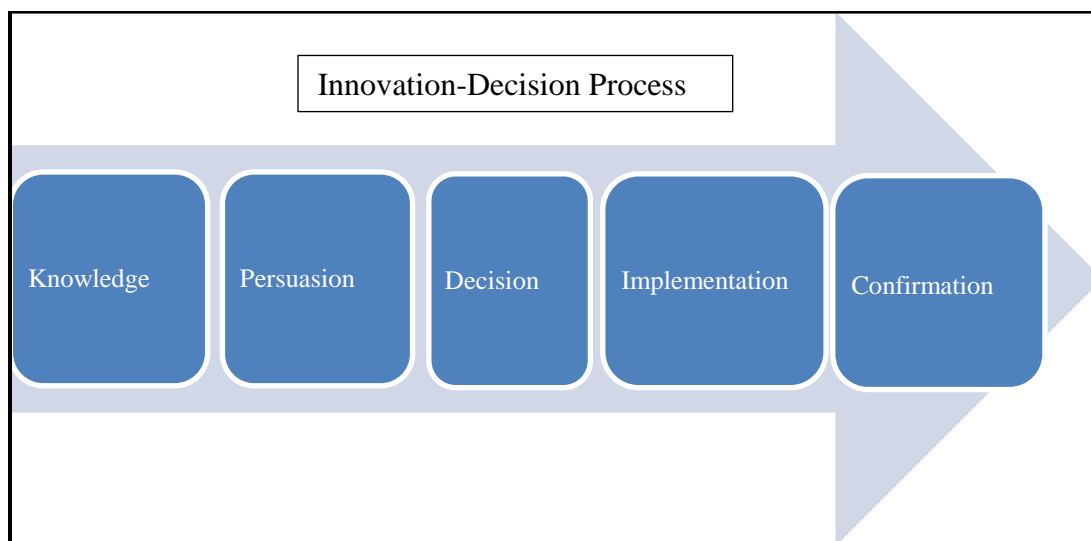 Innovation-Decision Process
Knowledge
Persuasion
Decision
Implementation
Confirmation